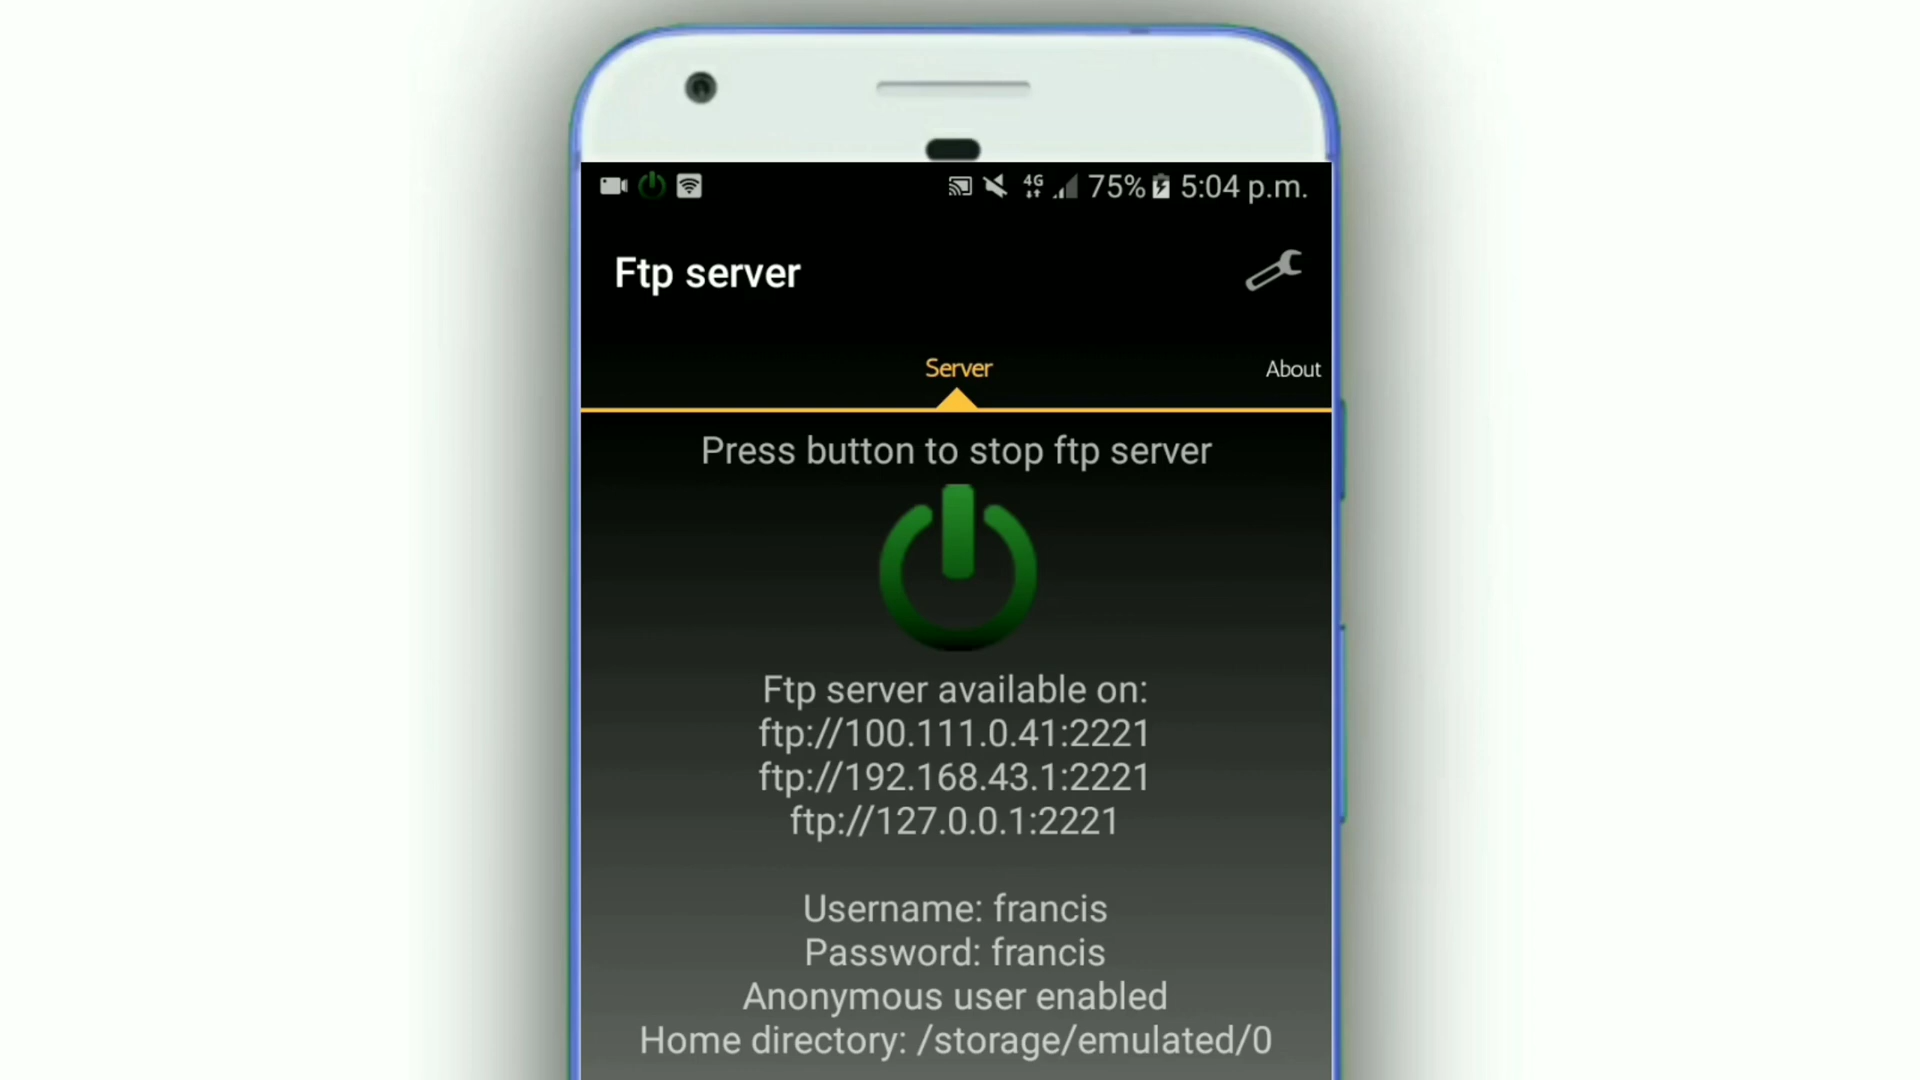 4G 75% 5:04 p.m.
Ftp server
Server About
Press button to stop ftp server
Ftp server available on:
ftp://100.111.0.41:2221
ftp://192.168.43.1:2221
ftp://127.0.0.1:2221
Username: francis
Password: francis
Anonymous user enabled
Home directory: /storage/emulated/0